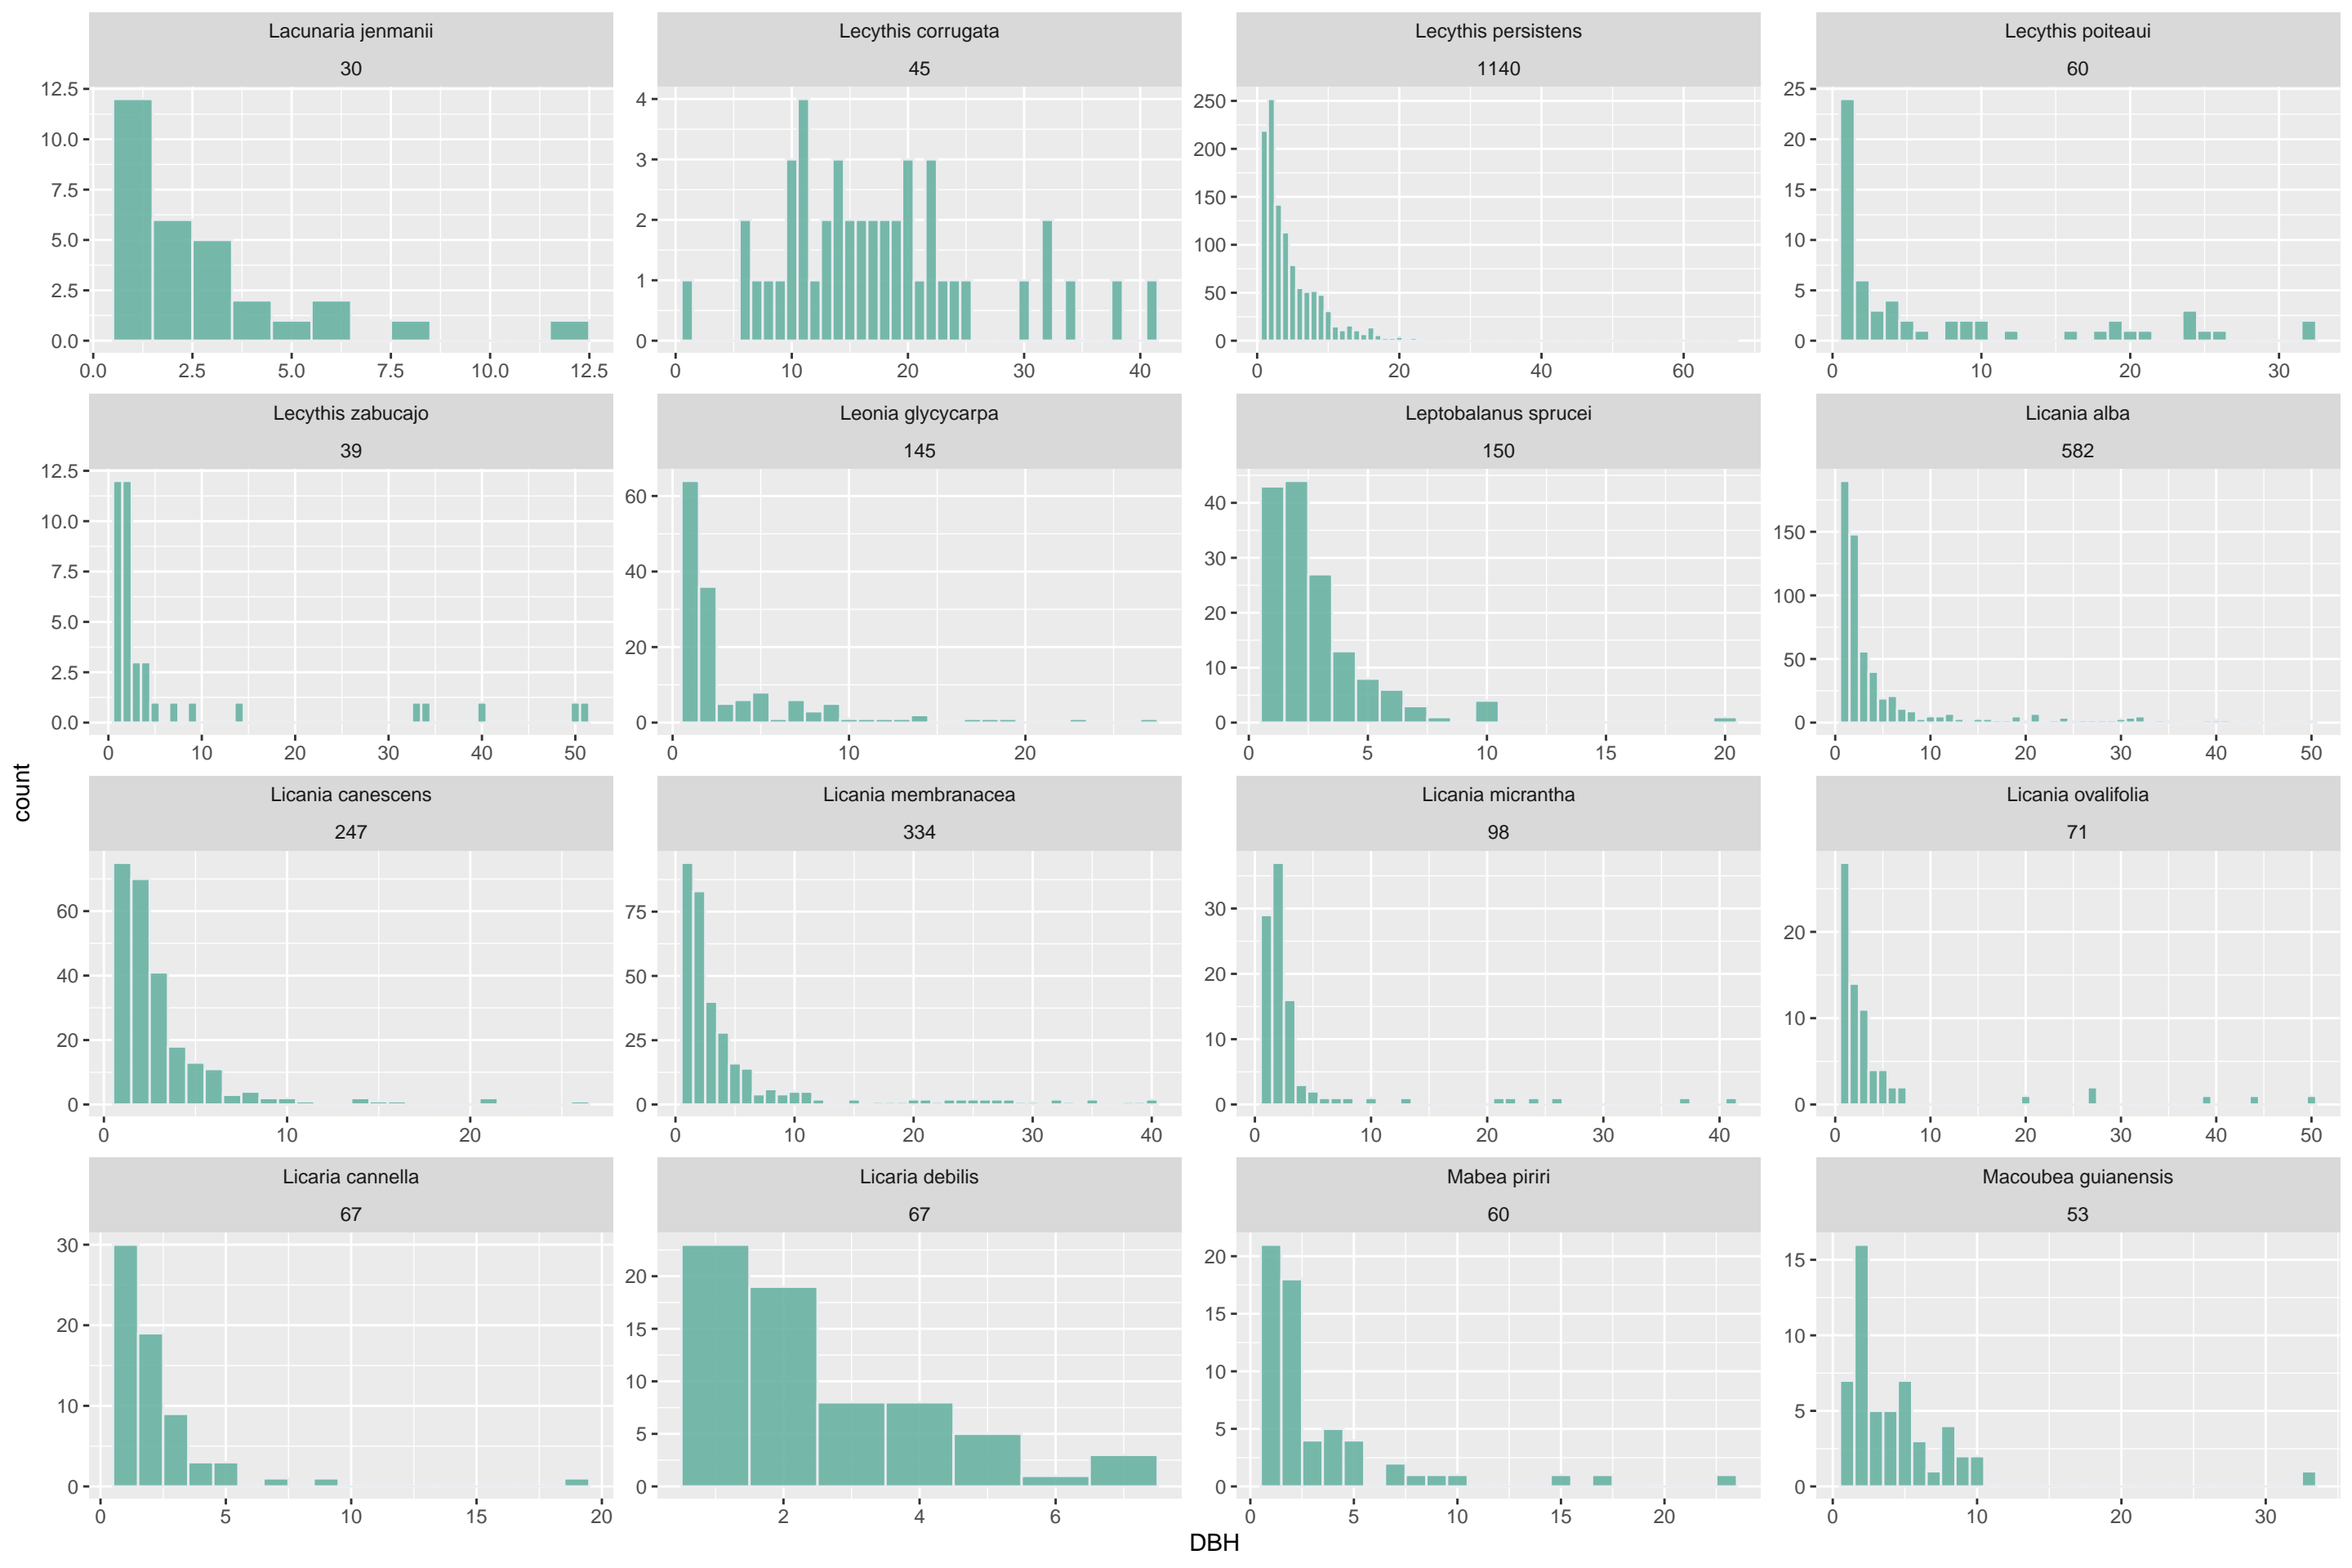 Lacunaria jenmanii
30
12.5
10.0
7.5
5.0
2.5
0.0
0.0 2.5 5.0 7.5 10.0 12.5
Lecythis corrugata
45
4
3
2
1
0
0 10 20 30 40
Lecythis persistens
1140
250
200
150
100
50
0
0 20 40 60
Lecythis poiteaui
60
25
20
15
10
5
0
0 10 20 30
Lecythis zabucajo
39
12.5
10.0
7.5
5.0
2.5
0.0
0 10 20 30 40 50
Leonia glycycarpa
145
60
40
20
0
0 10 20
Leptobalanus sprucei
150
40
30
20
10
0
0 5 10 15 20
Licania alba
582
150
100
50
0
0 10 20 30 40 50
Licania canescens
247
60
40
20
0
0 10 20
Licania membranacea
334
75
50
25
0
0 10 20 30 40
Licania micrantha
98
30
20
10
0
0 10 20 30 40
Licania ovalifolia
71
20
10
0
0 10 20 30 40 50
Licaria cannella
67
30
20
10
0
0 5 10 15 20
Licaria debilis
67
20
15
10
5
0
2 4 6
Mabea piriri
60
20
15
10
5
0
0 5 10 15 20
Macoubea guianensis
53
15
10
5
0
0 10 20 30
count
DBH